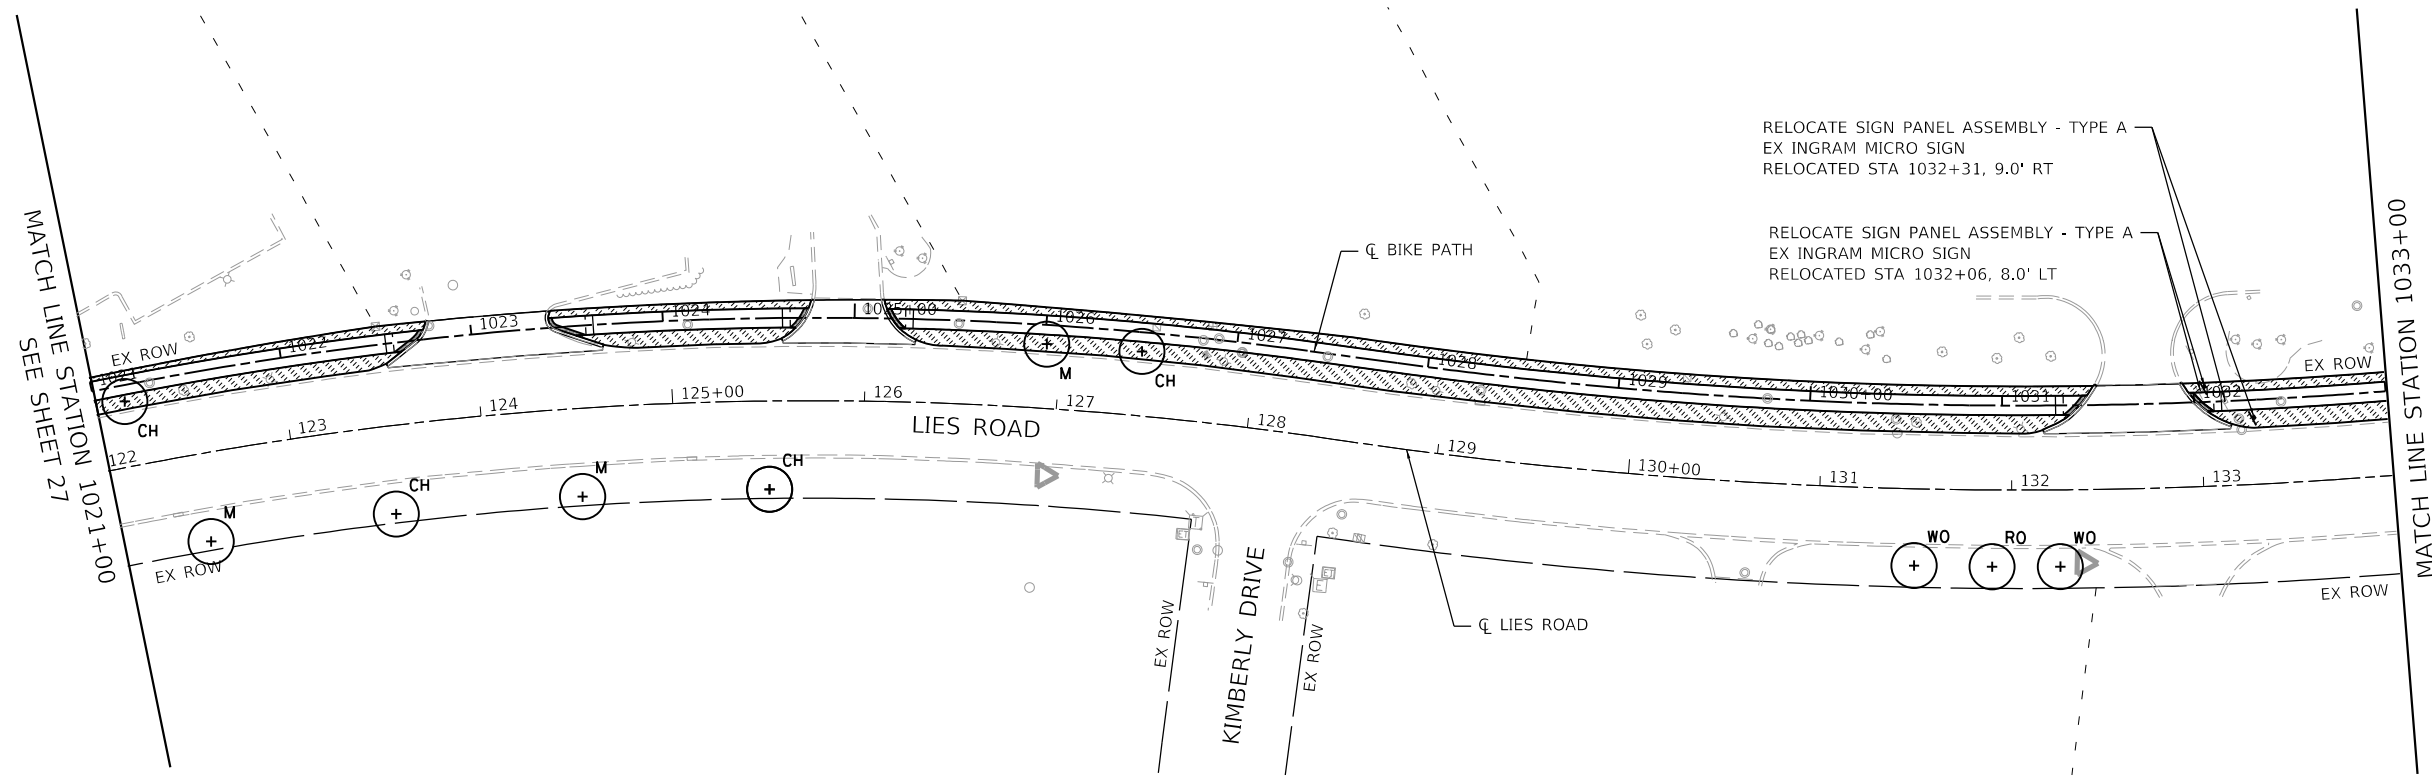 RELOCATE SIGN PANEL ASSEMBLY - TYPE A
EX INGRAM MICRO SIGN
RELOCATED STA 1032+31, 9.0' RT
RELOCATE SIGN PANEL ASSEMBLY - TYPE A
EX INGRAM MICRO SIGN
RELOCATED STA 1032+06, 8.0' LT
℄ BIKE PATH
MATCH LINE STATION 1021+00
SEE SHEET 27
MATCH LINE STATION 1033+00
EX ROW
EX ROW
1021
1022
1023
1024
1025+00
1026
1027
1028
1029
1030+00
1031
1032
CH
M
CH
122
123
124
125+00
126
127
128
129
130+00
131
132
133
LIES ROAD
M
CH
M
CH
WO
RO
WO
EX ROW
EX ROW
ET
E
ET
E
℄ LIES ROAD
KIMBERLY DRIVE
EX ROW
EX ROW